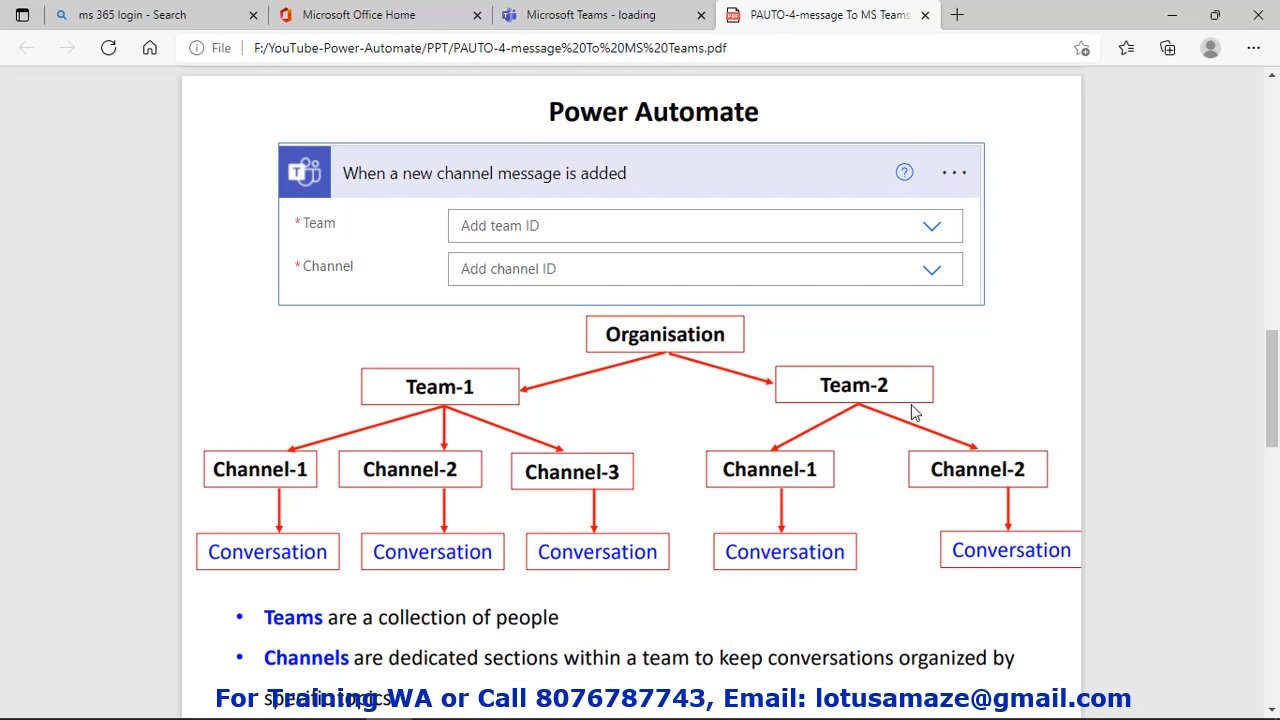 ms 365 login - Search
Microsoft Office Home
Microsoft Teams - loading
PAUTO-4-message To MS Teams
File
F:/YouTube-Power-Automate/PPT/PAUTO-4-message%20To%20MS%20Teams.pdf
Power Automate
When a new channel message is added
* Team
Add team ID
* Channel
Add channel ID
Organisation
Team-1
Team-2
Channel-1
Channel-2
Channel-3
Channel-1
Channel-2
Conversation
Conversation
Conversation
Conversation
Conversation
• Teams are a collection of people
• Channels are dedicated sections within a team to keep conversations organized by
specific topics
For Training WA or Call 8076787743, Email: lotusamaze@gmail.com